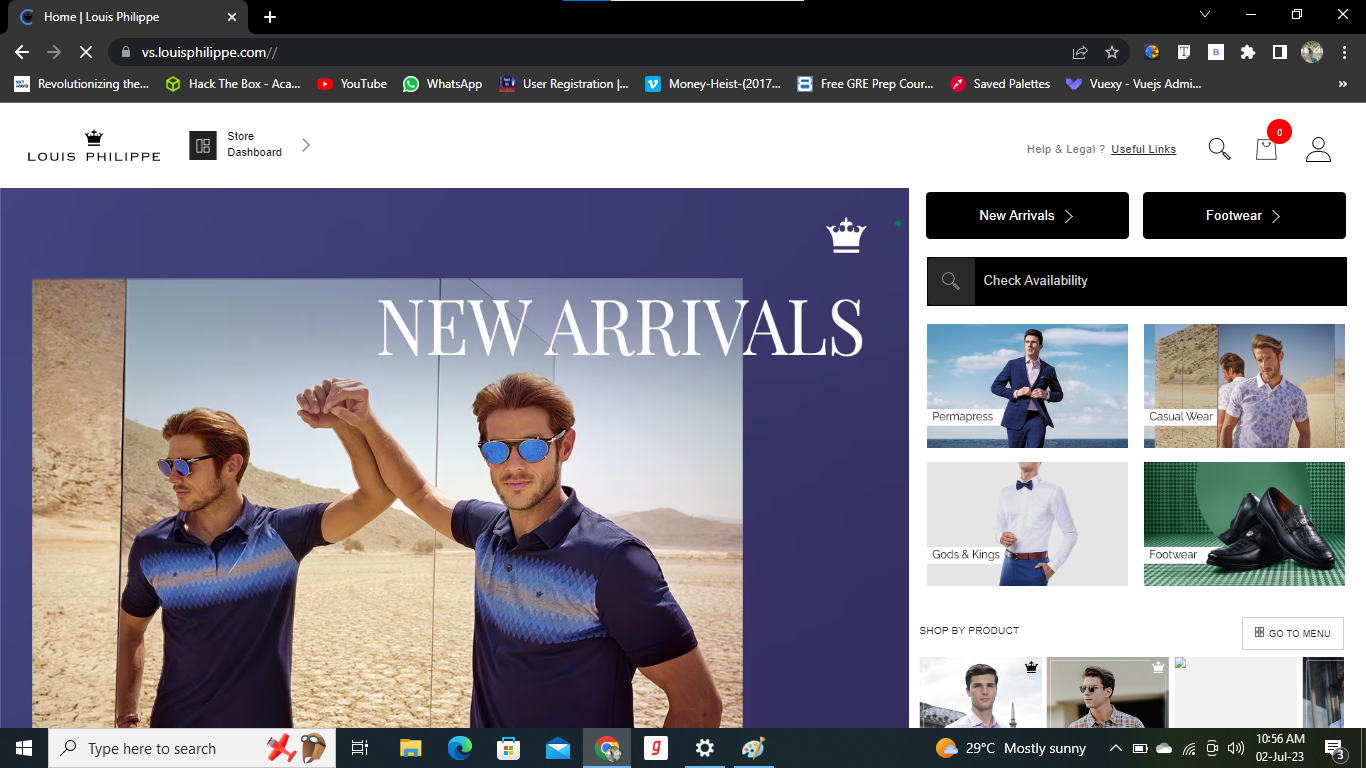 Home | Louis Philippe
vs.louisphilippe.com//
Revolutionizing the...
Hack The Box - Aca...
YouTube
WhatsApp
User Registration |...
Money-Heist-(2017...
Free GRE Prep Cour...
Saved Palettes
Vuexy - Vuejs Admi...
»
LOUIS PHILIPPE
Store
Dashboard
Help & Legal ? Useful Links
0
New Arrivals
Footwear
Check Availability
NEW ARRIVALS
Permapress
Casual Wear
Gods & Kings
Footwear
SHOP BY PRODUCT
GO TO MENU
Type here to search
29°C Mostly sunny
10:56 AM
02-Jul-23
3